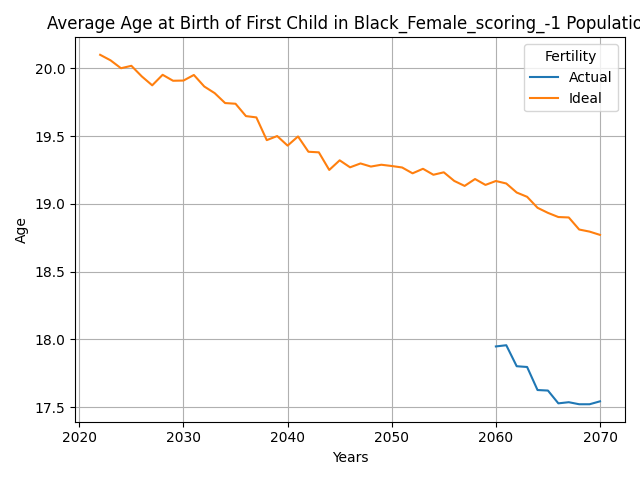 Average Age at Birth of First Child in Black_Female_scoring_-1 Populatio
Fertility
Actual
Ideal
20.0
19.5
19.0
18.5
18.0
17.5
Age
2020 2030 2040 2050 2060 2070
Years